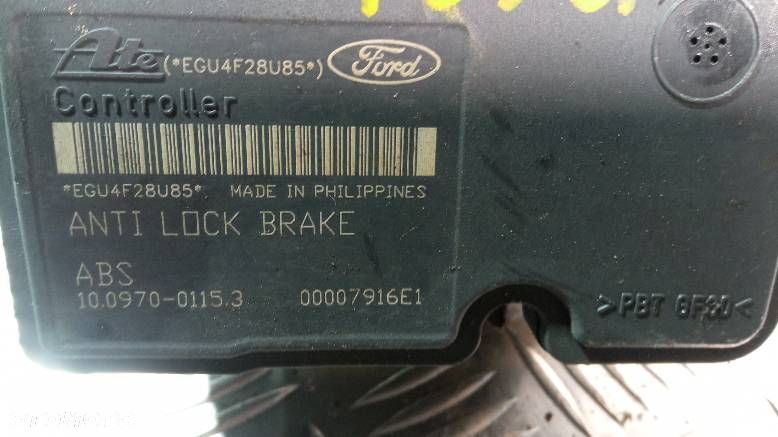 Ate (*EGU4F28U85*) Ford
Controller
*EGU4F28U85* MADE IN PHILIPPINES
ANTI LOCK BRAKE
ABS
10.0970-0115.3 00007916E1
>PBT GF30<